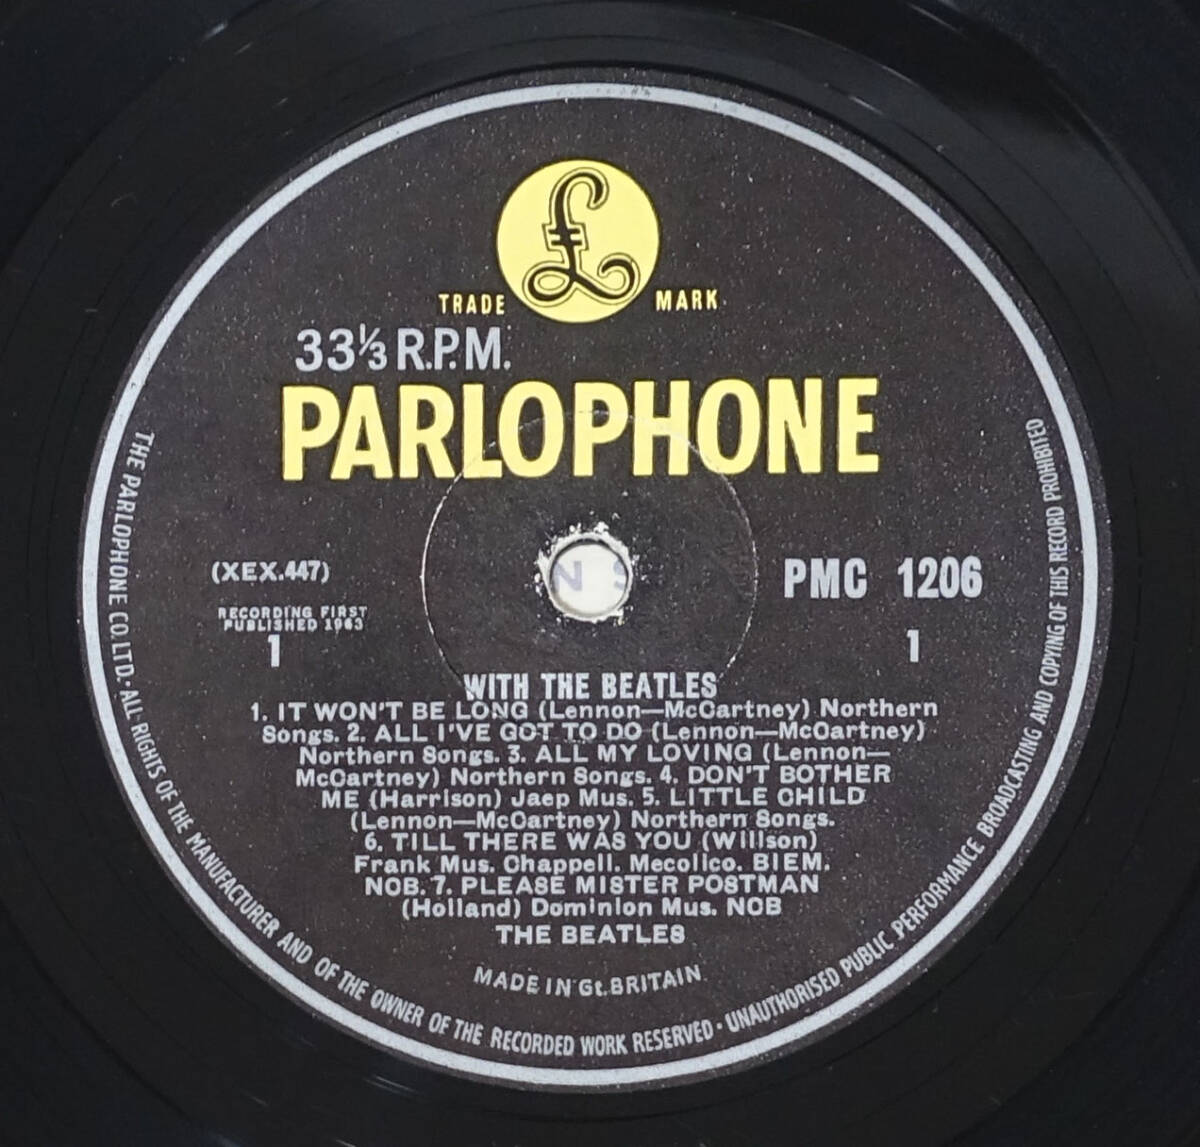 £
TRADE MARK
33⅓ R.P.M.
PARLOPHONE
(XEX.447)
RECORDING FIRST
PUBLISHED 1963
1
PMC 1206
1
N S
WITH THE BEATLES
1. IT WON'T BE LONG (Lennon—McCartney) Northern
Songs. 2. ALL I'VE GOT TO DO (Lennon—McCartney)
Northern Songs. 3. ALL MY LOVING (Lennon—
McCartney) Northern Songs. 4. DON'T BOTHER
ME (Harrison) Jaep Mus. 5. LITTLE CHILD
(Lennon—McCartney) Northern Songs.
6. TILL THERE WAS YOU (Willson)
Frank Mus. Chappell. Mecolico. BIEM.
NOB. 7. PLEASE MISTER POSTMAN
(Holland) Dominion Mus. NOB
THE BEATLES
MADE IN Gt. BRITAIN
THE PARLOPHONE CO. LTD. · ALL RIGHTS OF THE MANUFACTURER AND OF THE OWNER OF THE RECORDED WORK RESERVED · UNAUTHORISED PUBLIC PERFORMANCE BROADCASTING AND COPYING OF THIS RECORD PROHIBITED